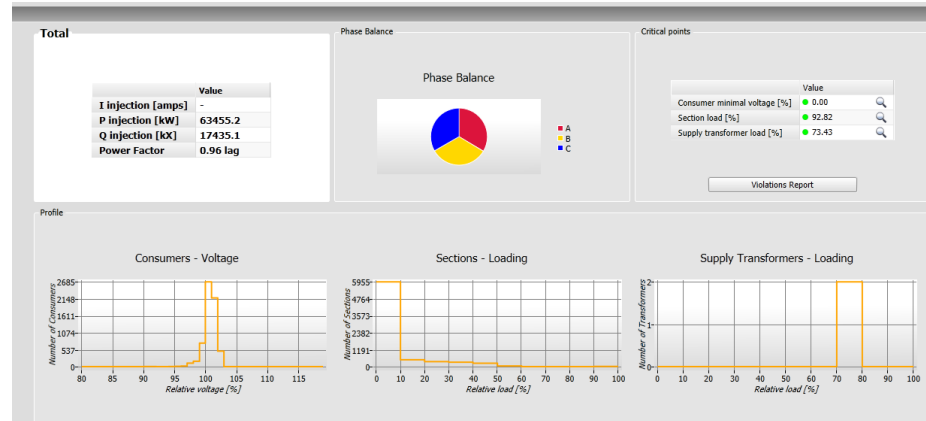 Total
Value
I injection [amps] -
P injection [kW] 63455.2
Q injection [kX] 17435.1
Power Factor 0.96 lag
Phase Balance
Phase Balance
A
B
C
Critical points
Value
Consumer minimal voltage [%] 0.00
Section load [%] 92.82
Supply transformer load [%] 73.43
Violations Report
Profile
Consumers - Voltage
Number of Consumers
2685
2148
1611
1074
537
0
80 85 90 95 100 105 110 115
Relative voltage [%]
Sections - Loading
Number of Sections
5955
4764
3573
2382
1191
0
0 10 20 30 40 50 60 70 80 90 100
Relative load [%]
Supply Transformers - Loading
Number of Transformers
2
1
0
0 10 20 30 40 50 60 70 80 90 100
Relative load [%]